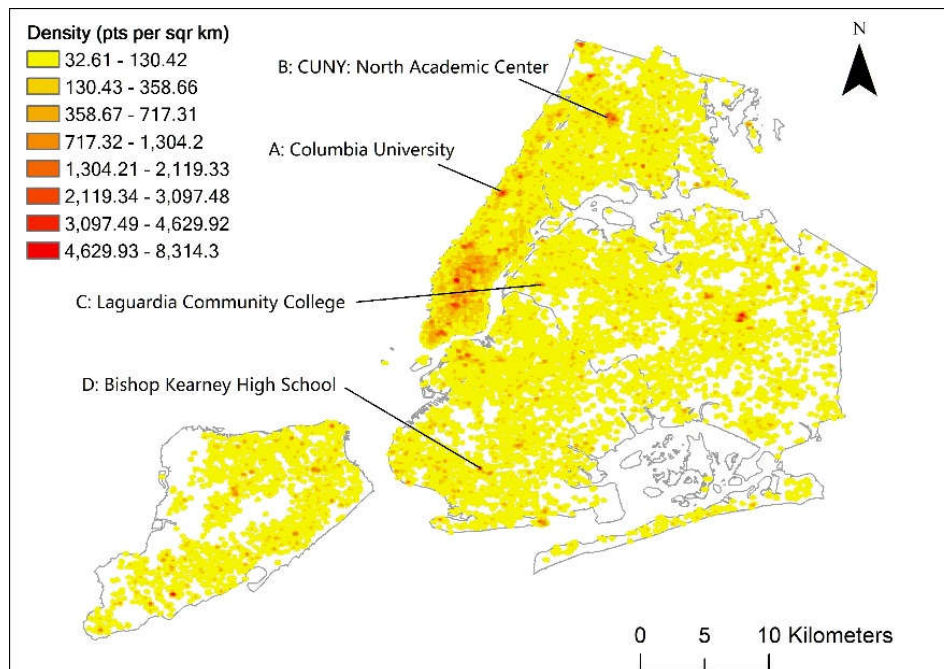 Density (pts per sqr km)
32.61 - 130.42
130.43 - 358.66
358.67 - 717.31
717.32 - 1,304.2
1,304.21 - 2,119.33
2,119.34 - 3,097.48
3,097.49 - 4,629.92
4,629.93 - 8,314.3
N
B: CUNY: North Academic Center
A: Columbia University
C: Laguardia Community College
D: Bishop Kearney High School
0 5 10 Kilometers